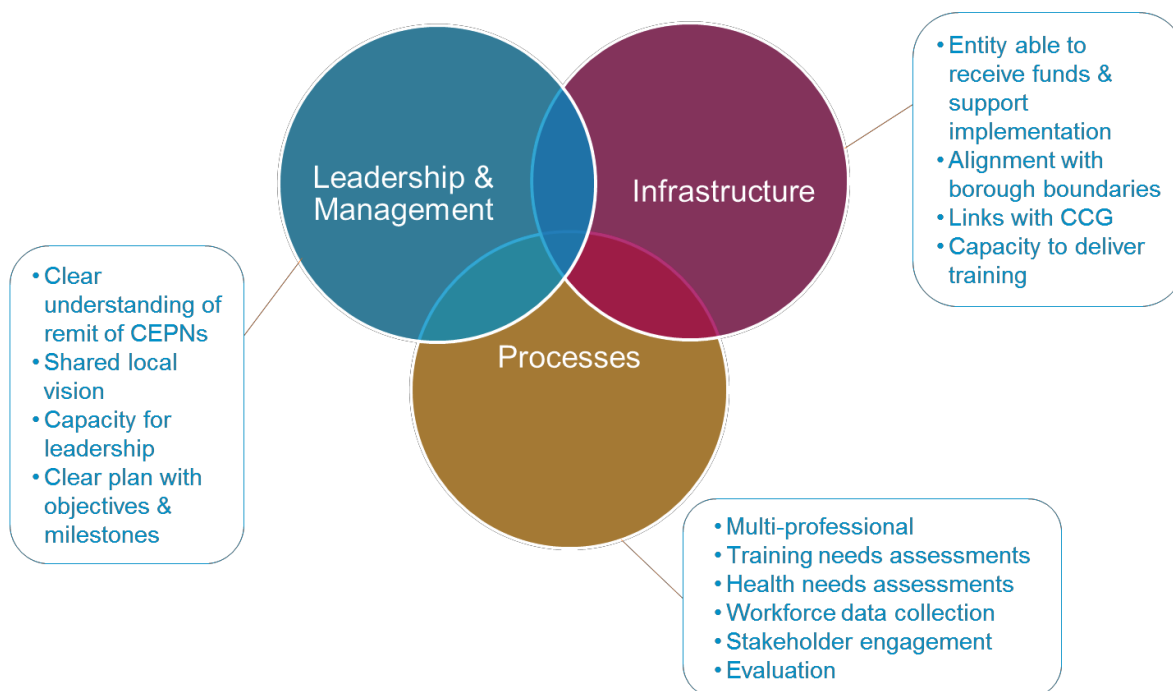 Leadership &
Management
Infrastructure
Processes
• Entity able to
receive funds &
support
implementation
• Alignment with
borough boundaries
• Links with CCG
• Capacity to deliver
training
• Clear
understanding of
remit of CEPNs
• Shared local
vision
• Capacity for
leadership
• Clear plan with
objectives &
milestones
• Multi-professional
• Training needs assessments
• Health needs assessments
• Workforce data collection
• Stakeholder engagement
• Evaluation